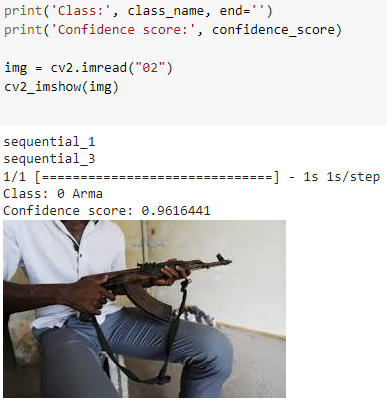 print('Class:', class_name, end='')
print('Confidence score:', confidence_score)
img = cv2.imread("02")
cv2_imshow(img)
sequential_1
sequential_3
1/1 [==============================] - 1s 1s/step
Class: 0 Arma
Confidence score: 0.9616441